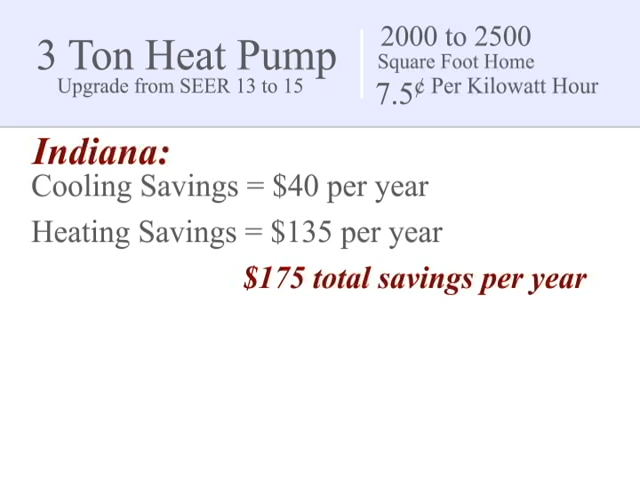 3 Ton Heat Pump
Upgrade from SEER 13 to 15
2000 to 2500
Square Foot Home
7.5¢ Per Kilowatt Hour
Indiana:
Cooling Savings = $40 per year
Heating Savings = $135 per year
$175 total savings per year